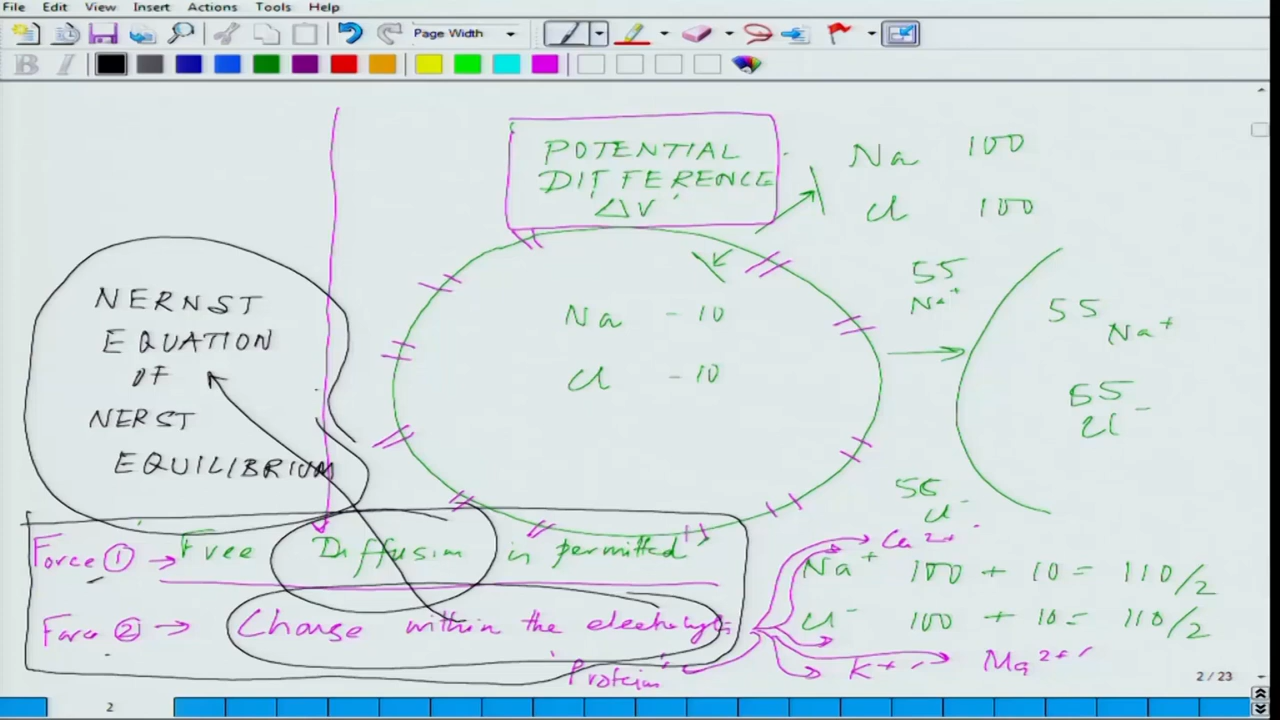 File Edit View Insert Actions Tools Help
Page Width
POTENTIAL
DIFFERENCE
'ΔV'
Na 100
Cl 100
Na - 10
Cl - 10
55
Na+
55 Na+
55
Cl-
55
Cl-
NERNST
EQUATION
OF
NERST
EQUILIBRIUM
Force ① → Free Diffusion is permitted
Force ② → Charge within the electrolyte
Ca2+
Na+ 100 + 10 = 110/2
Cl- 100 + 10 = 110/2
Proteins
K+
Mg2+
2 / 23
2